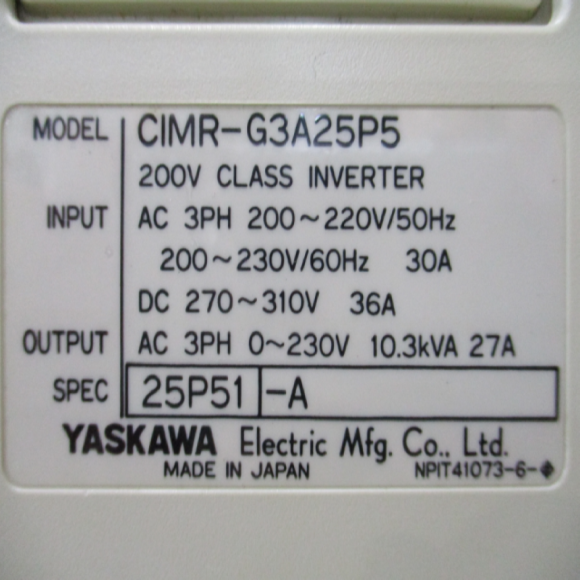 MODEL CIMR-G3A25P5
200V CLASS INVERTER
INPUT AC 3PH 200~220V/50Hz
200~230V/60Hz 30A
DC 270~310V 36A
OUTPUT AC 3PH 0~230V 10.3kVA 27A
SPEC 25P51 -A
YASKAWA Electric Mfg. Co., Ltd.
MADE IN JAPAN NPIT41073-6-